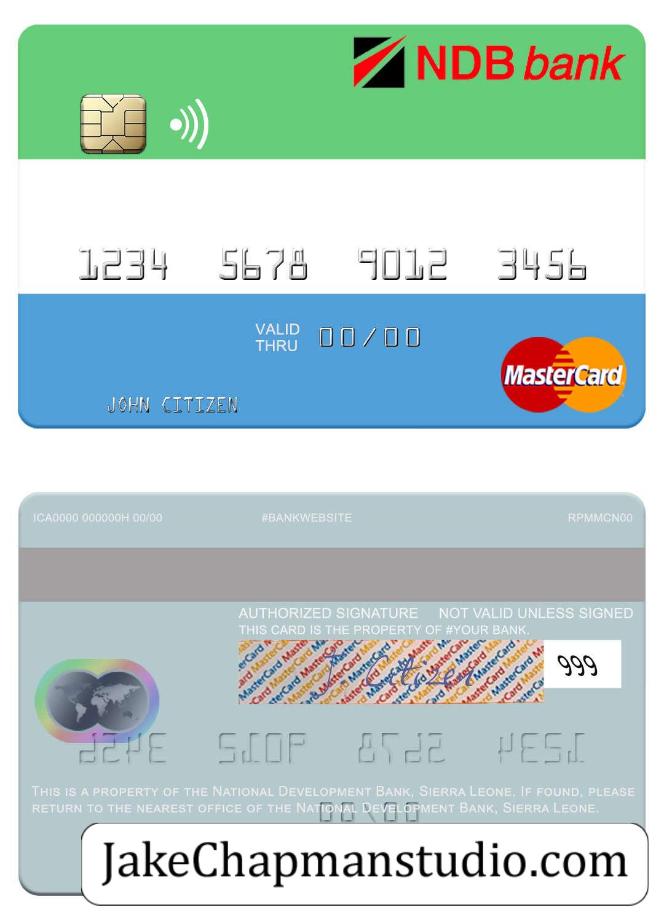 NDB bank
1234 5678 9012 3456
VALID
THRU 00/00
MasterCard
JOHN CITIZEN
ICA0000 000000H 00/00 #BANKWEBSITE RPMMCN00
AUTHORIZED SIGNATURE NOT VALID UNLESS SIGNED
THIS CARD IS THE PROPERTY OF #YOUR BANK.
J. Citizen 999
THIS IS A PROPERTY OF THE NATIONAL DEVELOPMENT BANK, SIERRA LEONE. IF FOUND, PLEASE
RETURN TO THE NEAREST OFFICE OF THE NATIONAL DEVELOPMENT BANK, SIERRA LEONE.
JakeChapmanstudio.com